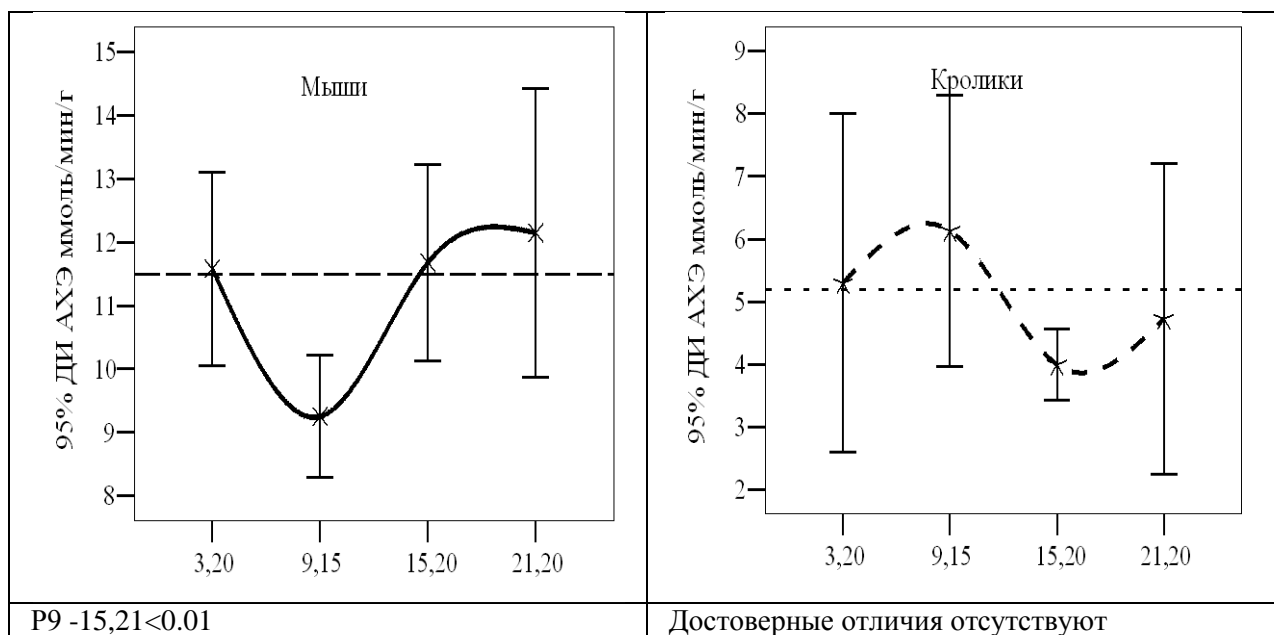 95% ДИ АХЭ ммоль/мин/г
Мыши
15
14
13
12
11
10
9
8
3,20 9,15 15,20 21,20
P9 -15,21<0.01
95% ДИ АХЭ ммоль/мин/г
Кролики
9
8
7
6
5
4
3
2
3,20 9,15 15,20 21,20
Достоверные отличия отсутствуют